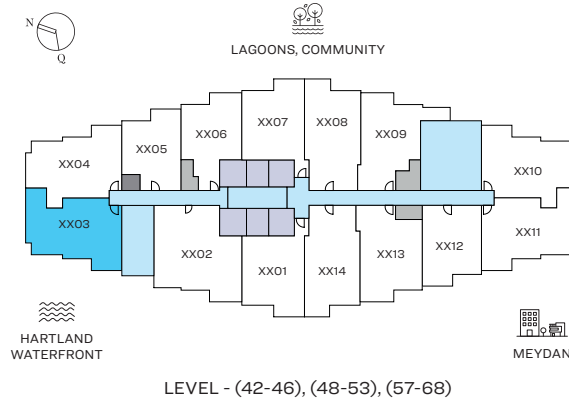 N
Q
LAGOONS, COMMUNITY
XX06
XX07
XX08
XX09
XX05
XX04
XX10
XX03
XX11
XX02
XX01
XX14
XX13
XX12
HARTLAND
WATERFRONT
MEYDAN
LEVEL - (42-46), (48-53), (57-68)